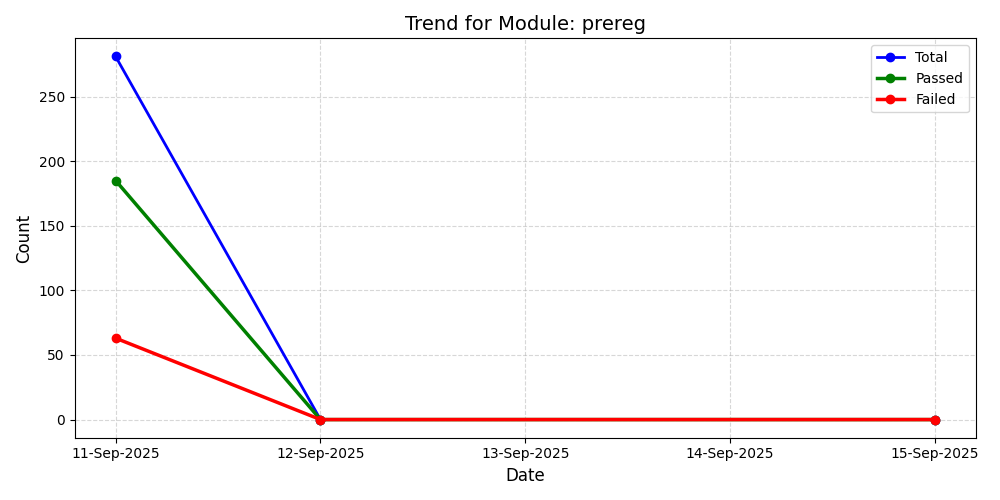 Trend for Module: prereg
Total
Passed
Failed
Count
250
200
150
100
50
0
11-Sep-2025
12-Sep-2025
13-Sep-2025
14-Sep-2025
15-Sep-2025
Date